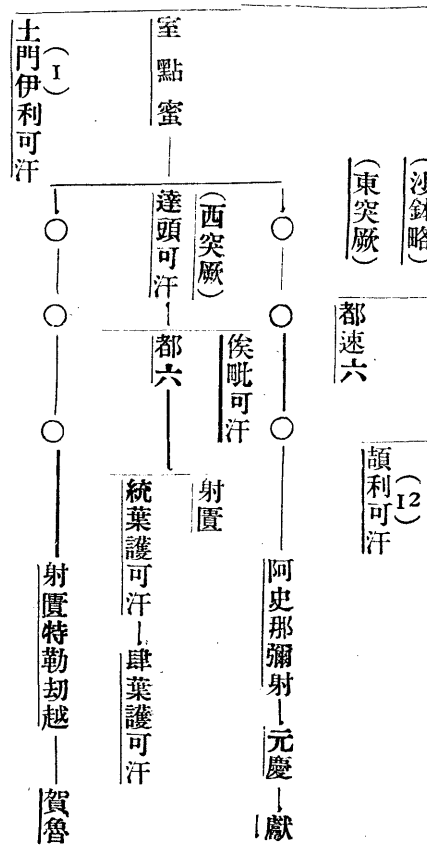 (沙鉢略)
(東突厥)
都速六
(12)
頡利可汗
阿史那彌射
元慶
獻
室點蜜
(西突厥)
達頭可汗
俟毗可汗
都六
射匱
統葉護可汗
肆葉護可汗
(I)
土門伊利可汗
射匱特勒劫越
賀魯